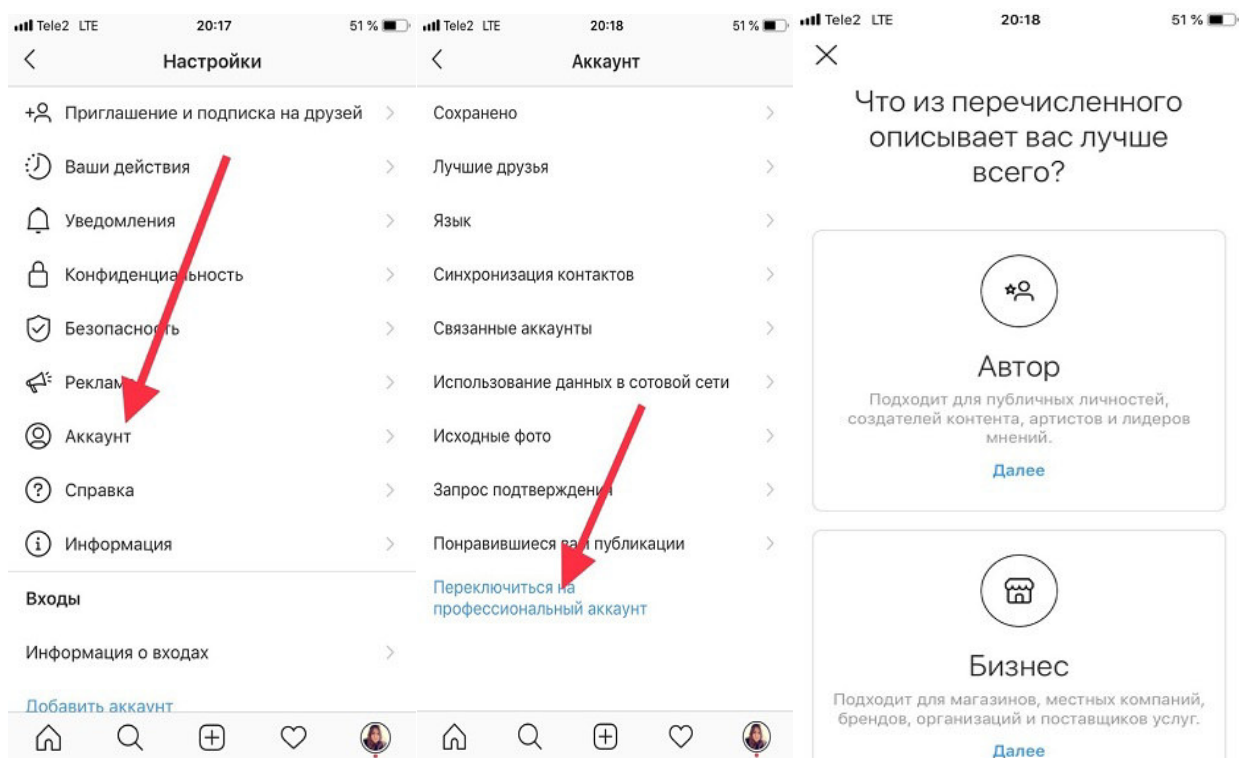 Tele2 LTE 20:17 51 %
Настройки
Приглашение и подписка на друзей
Ваши действия
Уведомления
Конфиденциальность
Безопасность
Реклама
Аккаунт
Справка
Информация
Входы
Информация о входах
Добавить аккаунт
Tele2 LTE 20:18 51 %
Аккаунт
Сохранено
Лучшие друзья
Язык
Синхронизация контактов
Связанные аккаунты
Использование данных в сотовой сети
Исходные фото
Запрос подтверждения
Понравившиеся вам публикации
Переключиться на
профессиональный аккаунт
Tele2 LTE 20:18 51 %
Что из перечисленного
описывает вас лучше
всего?
Автор
Подходит для публичных личностей,
создателей контента, артистов и лидеров
мнений.
Далее
Бизнес
Подходит для магазинов, местных компаний,
брендов, организаций и поставщиков услуг.
Далее